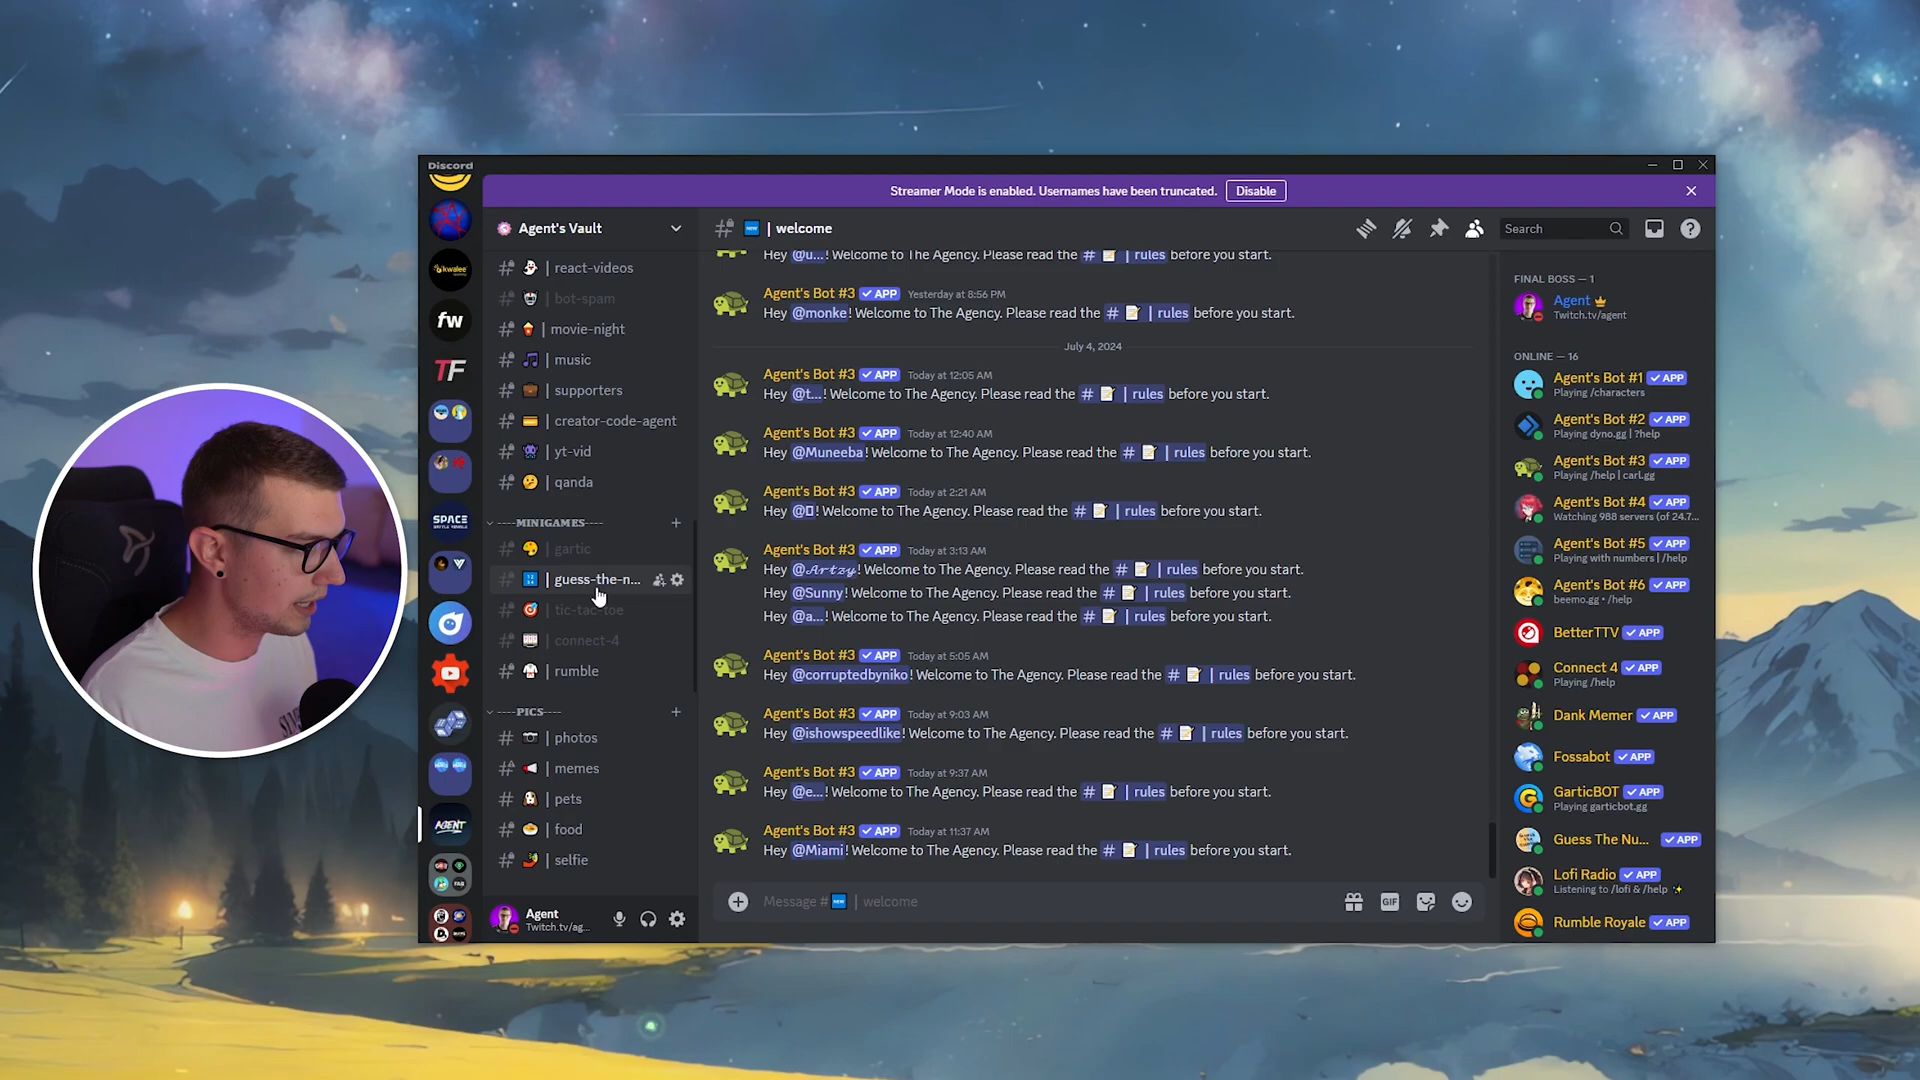 Discord
Streamer Mode is enabled. Usernames have been truncated. Disable
Agent's Vault
NEW | welcome
Search
kwalee
fw
TF
SPACE
AGENT
| react-videos
| bot-spam
| movie-night
| music
| supporters
| creator-code-agent
| yt-vid
| qanda
----MINIGAMES----
| gartic
| guess-the-n...
| tic-tac-toe
| connect-4
| rumble
----PICS----
| photos
| memes
| pets
| food
| selfie
Agent
Twitch.tv/ag...
Hey @u...! Welcome to The Agency. Please read the # | rules before you start.
Agent's Bot #3 ✓ APP Yesterday at 8:56 PM
Hey @monke! Welcome to The Agency. Please read the # | rules before you start.
July 4, 2024
Agent's Bot #3 ✓ APP Today at 12:05 AM
Hey @t...! Welcome to The Agency. Please read the # | rules before you start.
Agent's Bot #3 ✓ APP Today at 12:40 AM
Hey @Muneeba! Welcome to The Agency. Please read the # | rules before you start.
Agent's Bot #3 ✓ APP Today at 2:21 AM
Hey @▯! Welcome to The Agency. Please read the # | rules before you start.
Agent's Bot #3 ✓ APP Today at 3:13 AM
Hey @𝓐𝓻𝓽𝔃𝔂! Welcome to The Agency. Please read the # | rules before you start.
Hey @Sunny! Welcome to The Agency. Please read the # | rules before you start.
Hey @a...! Welcome to The Agency. Please read the # | rules before you start.
Agent's Bot #3 ✓ APP Today at 5:05 AM
Hey @corruptedbyniko! Welcome to The Agency. Please read the # | rules before you start.
Agent's Bot #3 ✓ APP Today at 9:03 AM
Hey @ishowspeedlike! Welcome to The Agency. Please read the # | rules before you start.
Agent's Bot #3 ✓ APP Today at 9:37 AM
Hey @e...! Welcome to The Agency. Please read the # | rules before you start.
Agent's Bot #3 ✓ APP Today at 11:37 AM
Hey @Miami! Welcome to The Agency. Please read the # | rules before you start.
Message # NEW | welcome
GIF
FINAL BOSS — 1
Agent
Twitch.tv/agent
ONLINE — 16
Agent's Bot #1 ✓ APP
Playing /characters
Agent's Bot #2 ✓ APP
Playing dyno.gg | ?help
Agent's Bot #3 ✓ APP
Playing /help | carl.gg
Agent's Bot #4 ✓ APP
Watching 988 servers (of 24.7...
Agent's Bot #5 ✓ APP
Playing with numbers | /help
Agent's Bot #6 ✓ APP
beemo.gg • /help
BetterTTV ✓ APP
Connect 4 ✓ APP
Playing /help
Dank Memer ✓ APP
Fossabot ✓ APP
GarticBOT ✓ APP
Playing garticbot.gg
Guess The Nu... ✓ APP
Lofi Radio ✓ APP
Listening to /lofi & /help
Rumble Royale ✓ APP